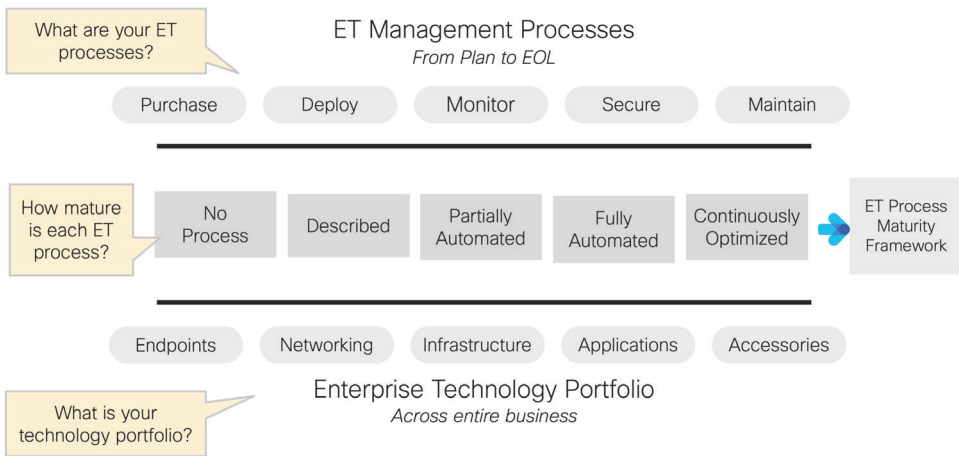 What are your ET
processes?
ET Management Processes
From Plan to EOL
Purchase
Deploy
Monitor
Secure
Maintain
How mature
is each ET
process?
No
Process
Described
Partially
Automated
Fully
Automated
Continuously
Optimized
ET Process
Maturity
Framework
Endpoints
Networking
Infrastructure
Applications
Accessories
Enterprise Technology Portfolio
Across entire business
What is your
technology portfolio?